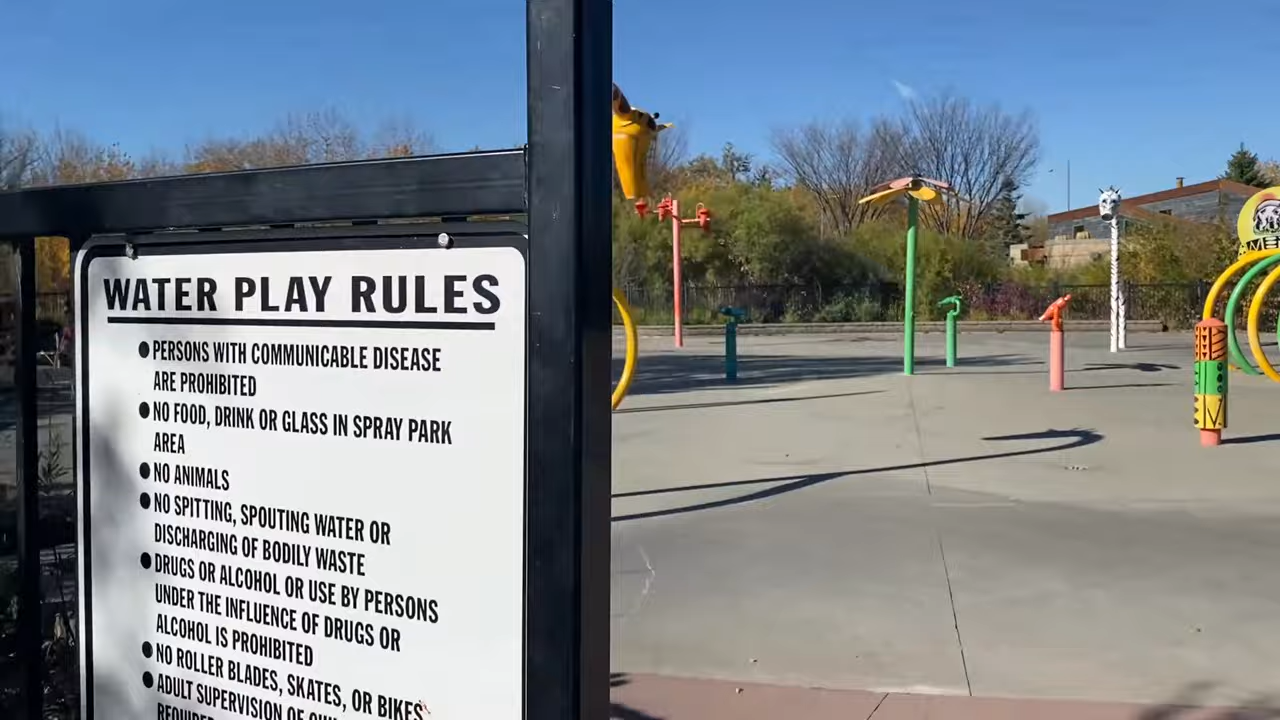 WATER PLAY RULES
● PERSONS WITH COMMUNICABLE DISEASE
ARE PROHIBITED
● NO FOOD, DRINK OR GLASS IN SPRAY PARK
AREA
● NO ANIMALS
● NO SPITTING, SPOUTING WATER OR
DISCHARGING OF BODILY WASTE
● DRUGS OR ALCOHOL OR USE BY PERSONS
UNDER THE INFLUENCE OF DRUGS OR
ALCOHOL IS PROHIBITED
● NO ROLLER BLADES, SKATES, OR BIKES
● ADULT SUPERVISION OF